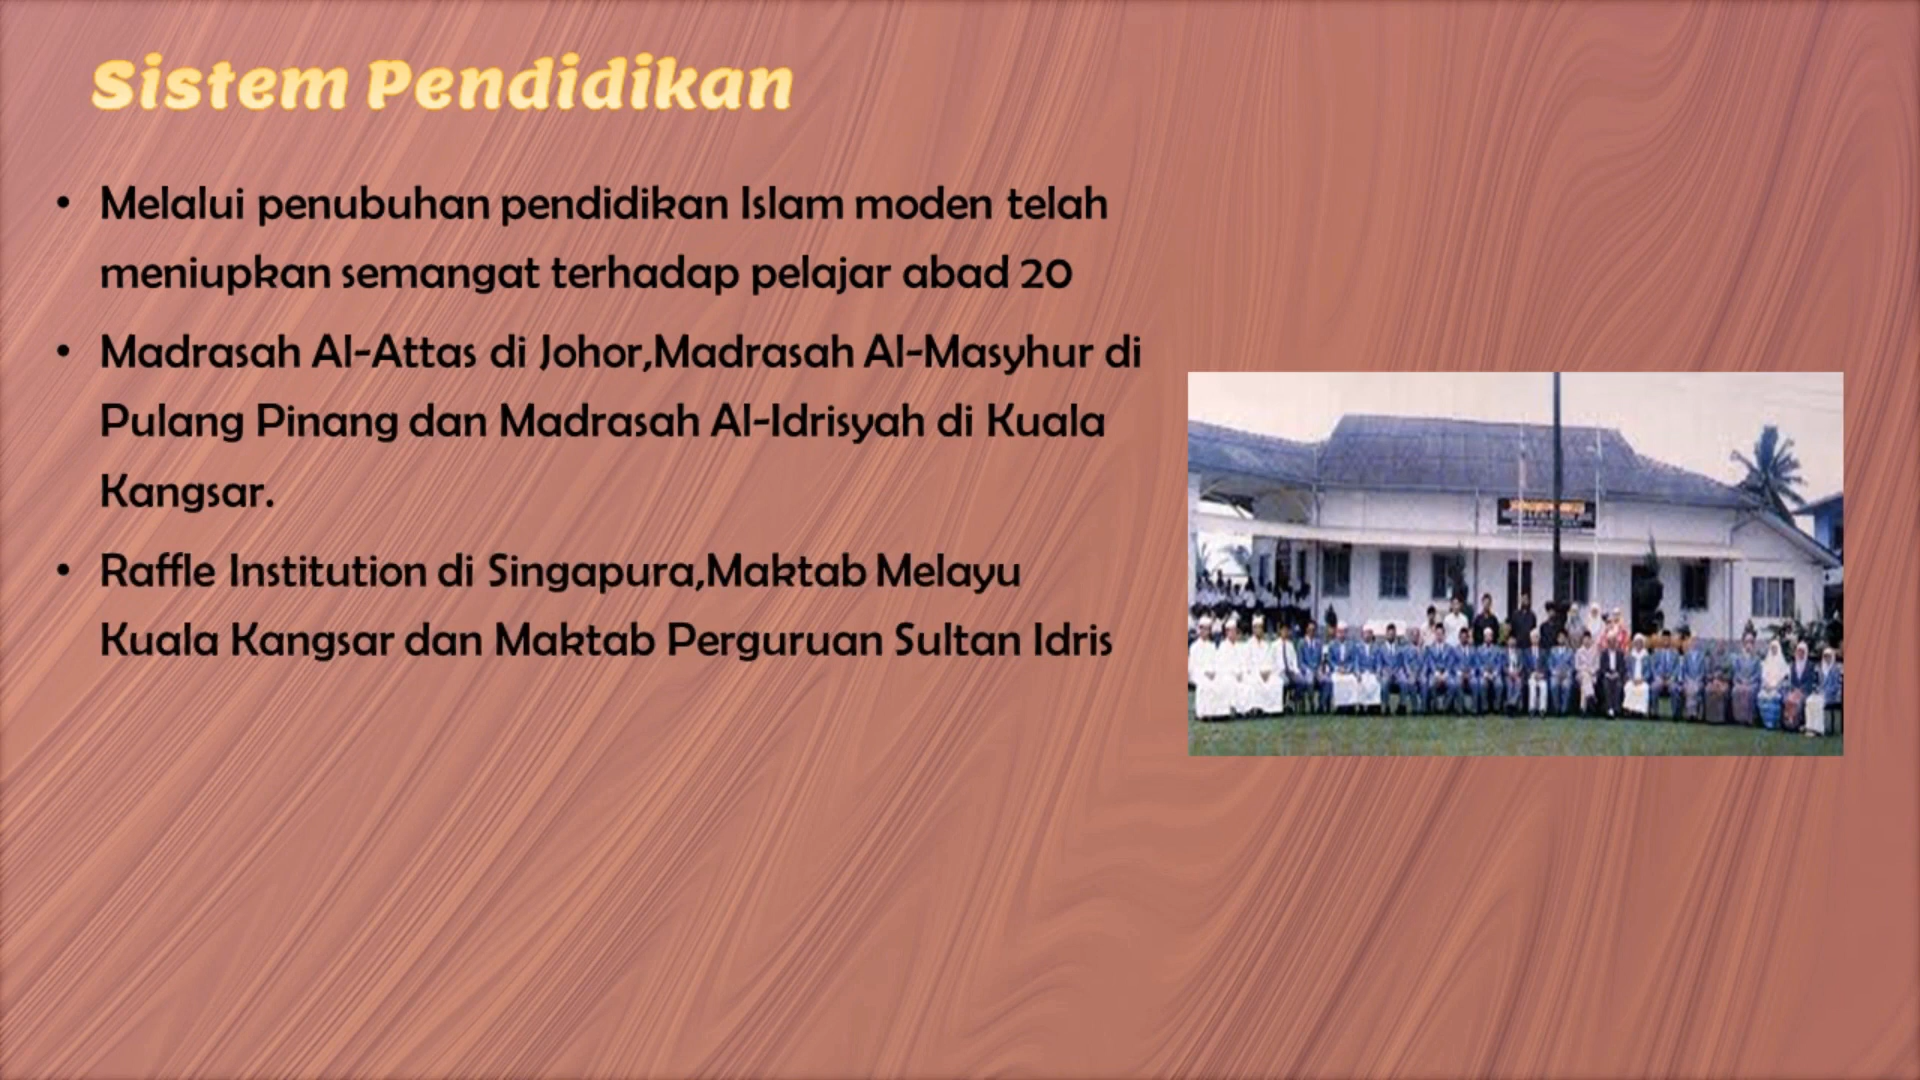 Sistem Pendidikan
• Melalui penubuhan pendidikan Islam moden telah
meniupkan semangat terhadap pelajar abad 20
• Madrasah Al-Attas di Johor,Madrasah Al-Masyhur di
Pulang Pinang dan Madrasah Al-Idrisyah di Kuala
Kangsar.
• Raffle Institution di Singapura,Maktab Melayu
Kuala Kangsar dan Maktab Perguruan Sultan Idris